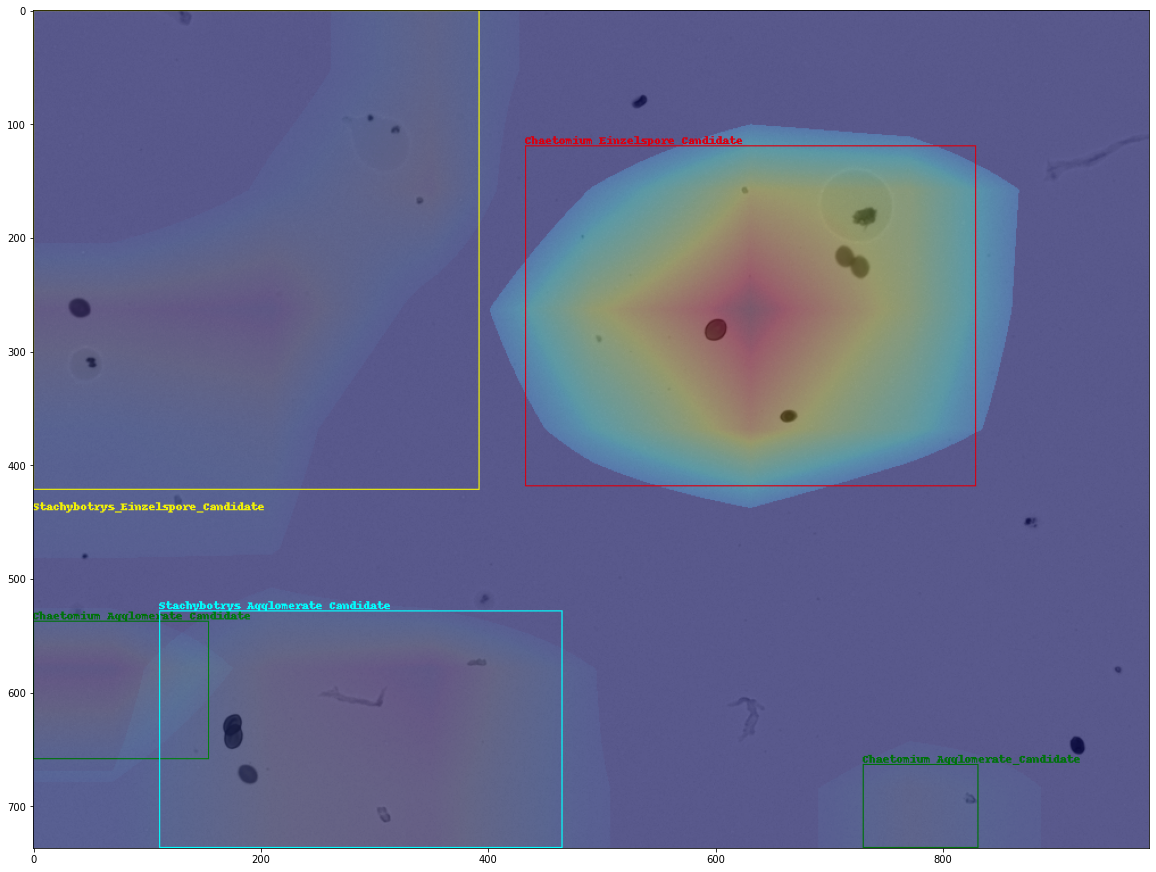 0
100
Chaetomium_Einzelspore_Candidate
200
300
400
Stachybotrys_Einzelspore_Candidate
500
Stachybotrys_Agglomerate_Candidate
Chaetomium_Agglomerate_Candidate
600
Chaetomium_Agglomerate_Candidate
700
0 200 400 600 800